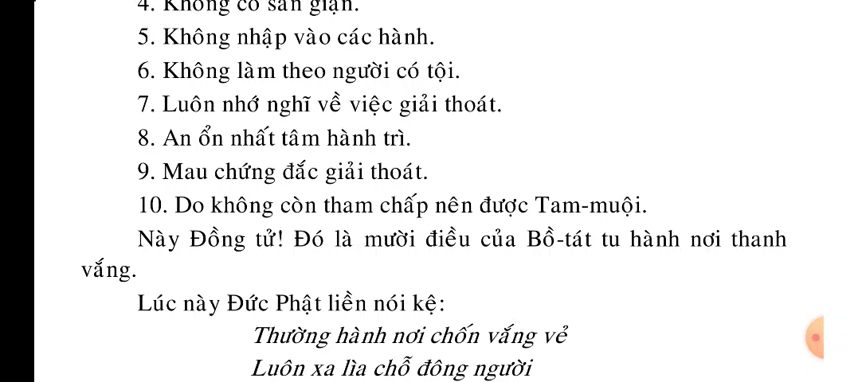 4. Không có sân giận.
5. Không nhập vào các hành.
6. Không làm theo người có tội.
7. Luôn nhớ nghĩ về việc giải thoát.
8. An ổn nhất tâm hành trì.
9. Mau chứng đắc giải thoát.
10. Do không còn tham chấp nên được Tam-muội.
Này Đồng tử! Đó là mười điều của Bồ-tát tu hành nơi thanh
vắng.
Lúc này Đức Phật liền nói kệ:
Thường hành nơi chốn vắng vẻ
Luôn xa lìa chỗ đông người